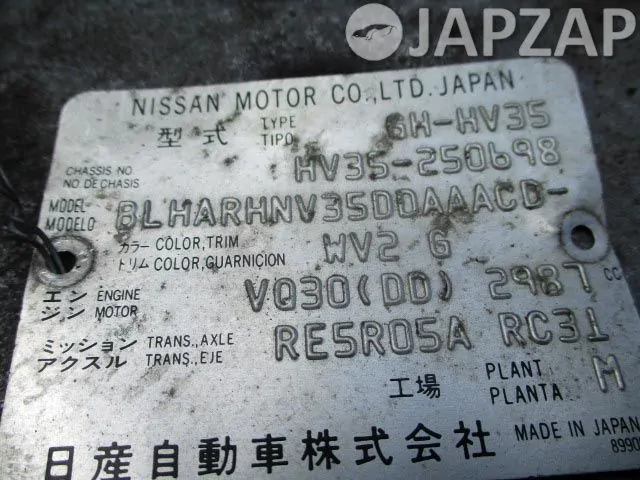 JAPZAP
NISSAN MOTOR CO.,LTD. JAPAN
型式 TYPE TIPO GH-HV35
CHASSIS NO. NO. DE CHASIS HV35-250698
MODEL MODELO BLHARHNV35DDAAACD-
カラー COLOR,TRIM
トリム COLOR,GUARNICION WV2 G
エンジン ENGINE MOTOR VQ30(DD) 2987 CC
ミッション TRANS., AXLE
アクスル TRANS., EJE RE5R05A RC31
工場 PLANT PLANTA M
日産自動車株式会社 MADE IN JAPAN